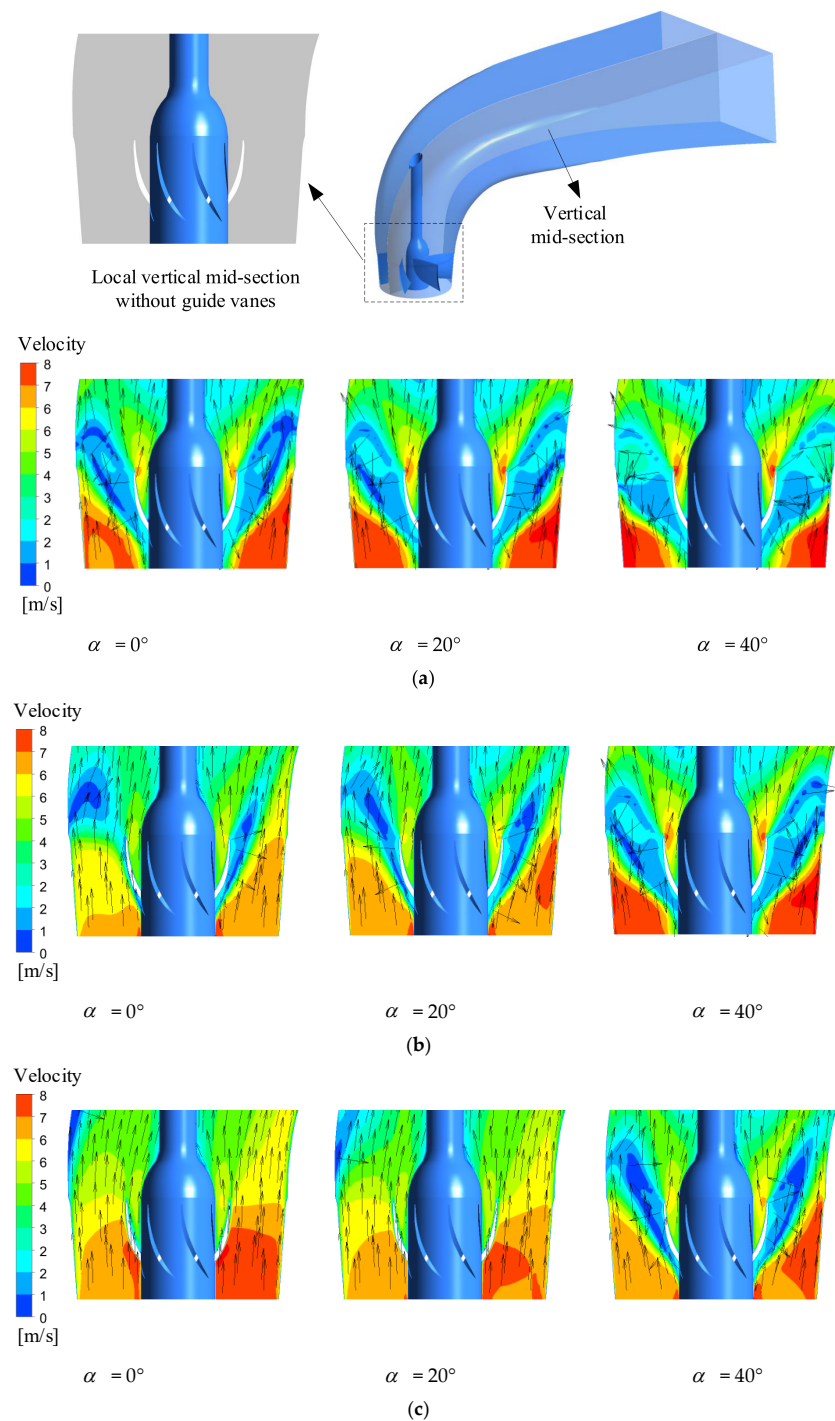 Local vertical mid-section
without guide vanes
Vertical
mid-section
Velocity
8
7
6
6
5
4
3
2
2
1
0
[m/s]
α = 0°
α = 20°
α = 40°
(a)
Velocity
8
7
6
6
5
4
3
2
2
1
0
[m/s]
α = 0°
α = 20°
α = 40°
(b)
Velocity
8
7
6
6
5
4
3
2
2
1
0
[m/s]
α = 0°
α = 20°
α = 40°
(c)